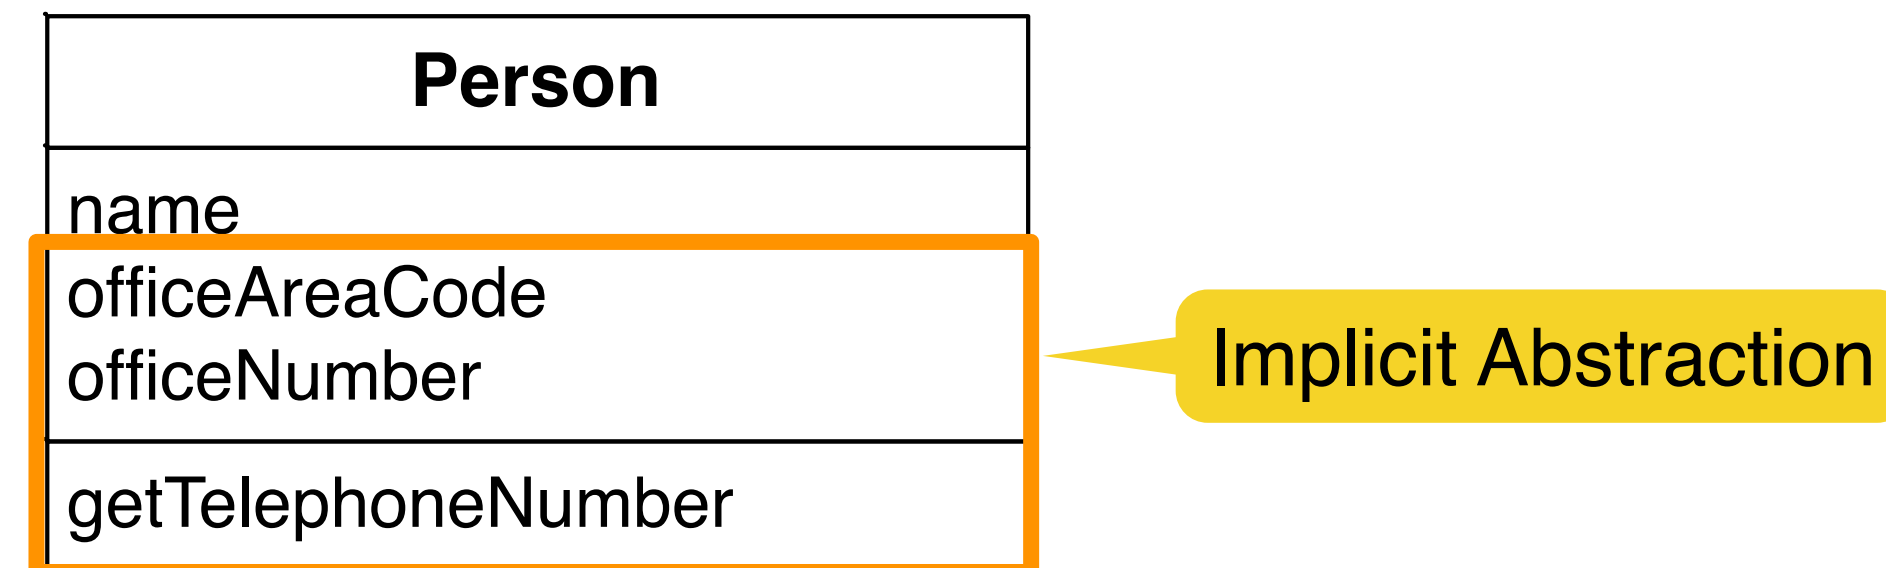 Person
name
officeAreaCode
officeNumber
getTelephoneNumber
Implicit Abstraction